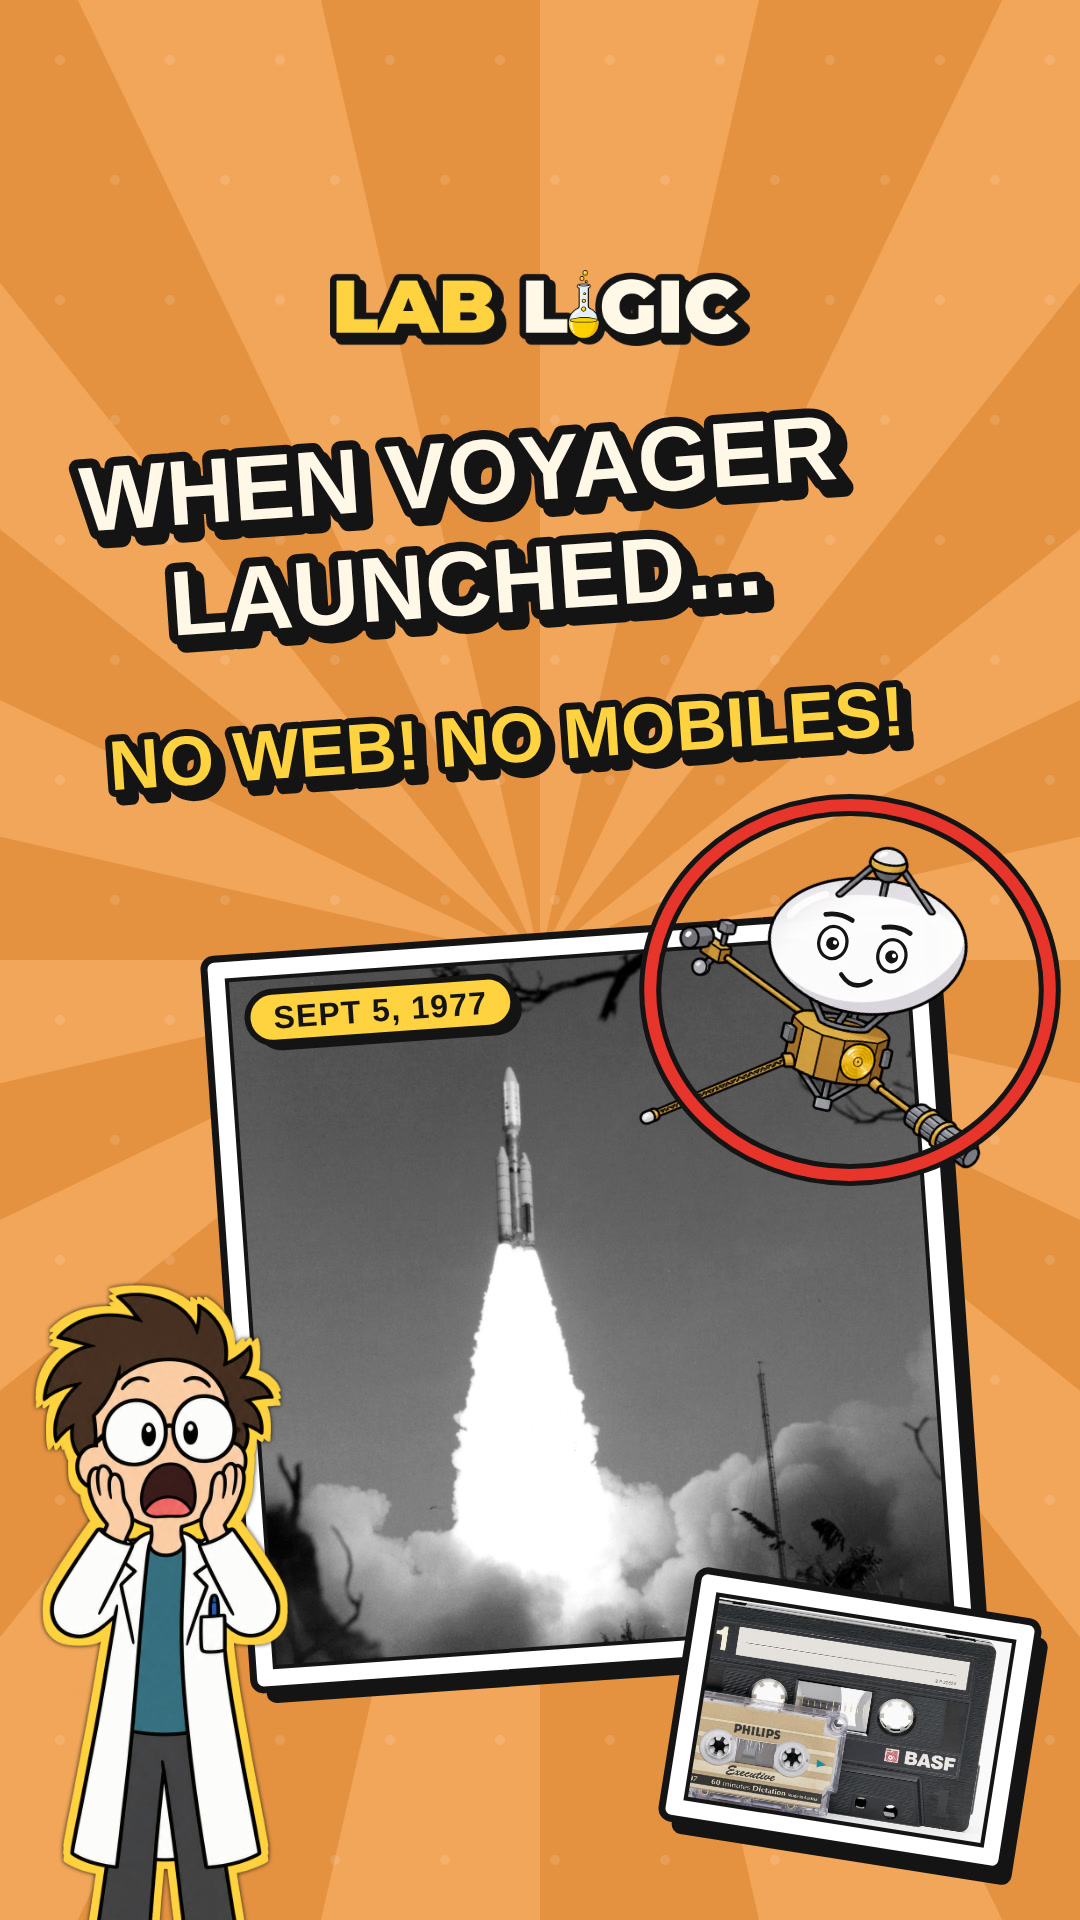 LAB LOGIC
WHEN VOYAGER
LAUNCHED...
NO WEB! NO MOBILES!
SEPT 5, 1977
1
BASF
PHILIPS
Executive
60 minutes Dictation